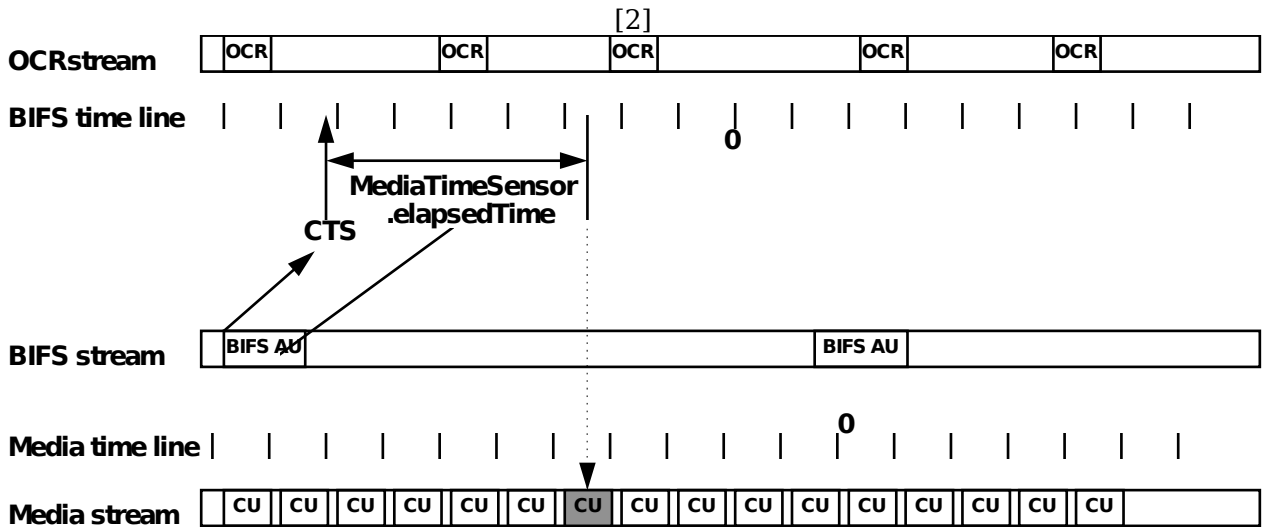 [2]
OCRstream OCR OCR OCR OCR OCR
BIFS time line
0
MediaTimeSensor
.elapsedTime
CTS
BIFS stream BIFS AU BIFS AU
0
Media time line
Media stream CU CU CU CU CU CU CU CU CU CU CU CU CU CU CU CU